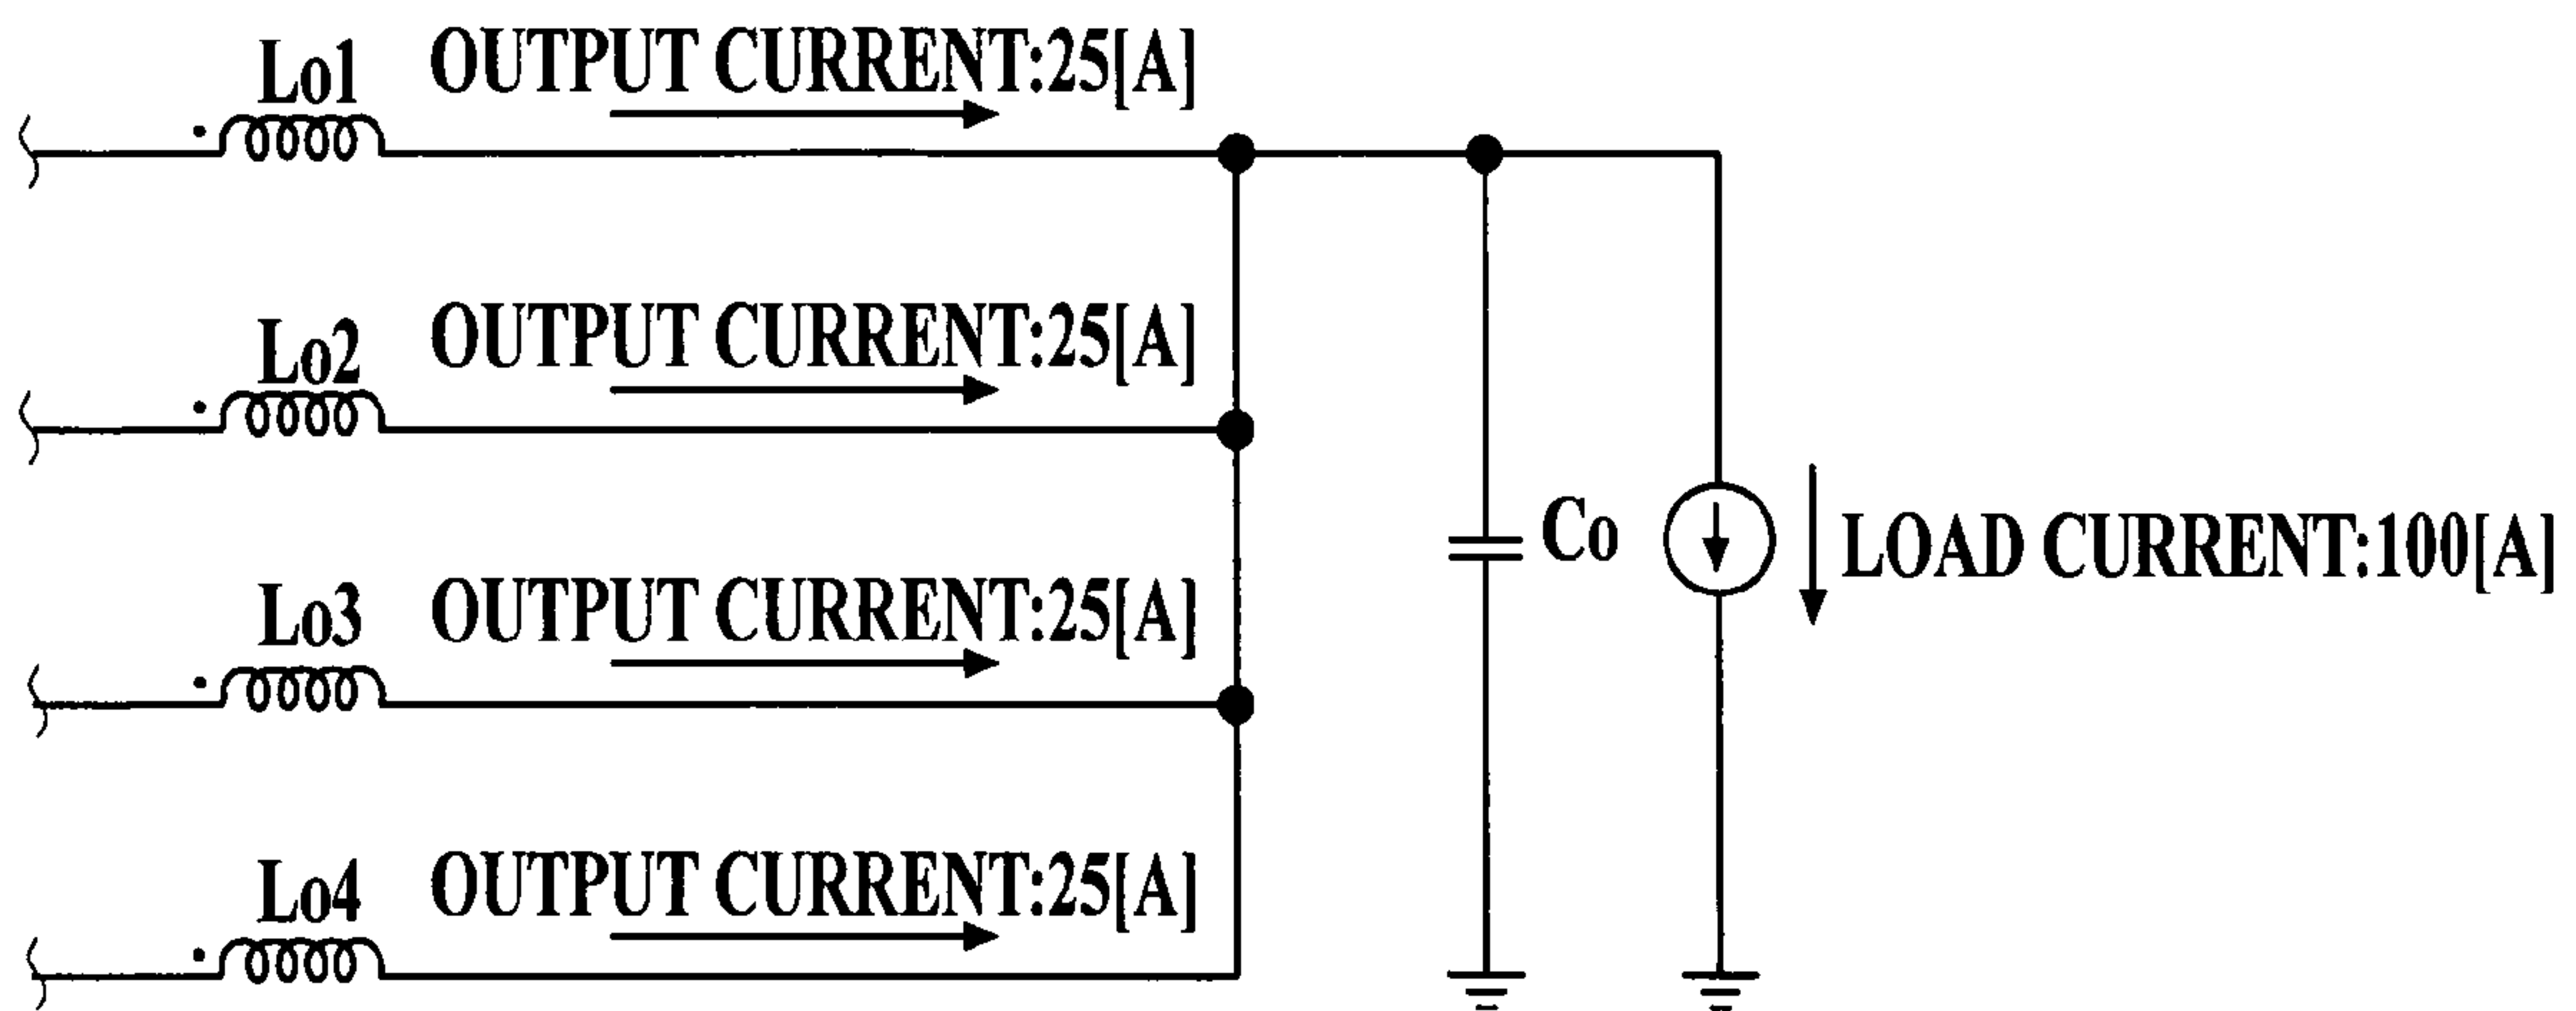 Lo1
OUTPUT CURRENT:25[A]
Lo2
OUTPUT CURRENT:25[A]
Co
LOAD CURRENT:100[A]
Lo3
OUTPUT CURRENT:25[A]
Lo4
OUTPUT CURRENT:25[A]